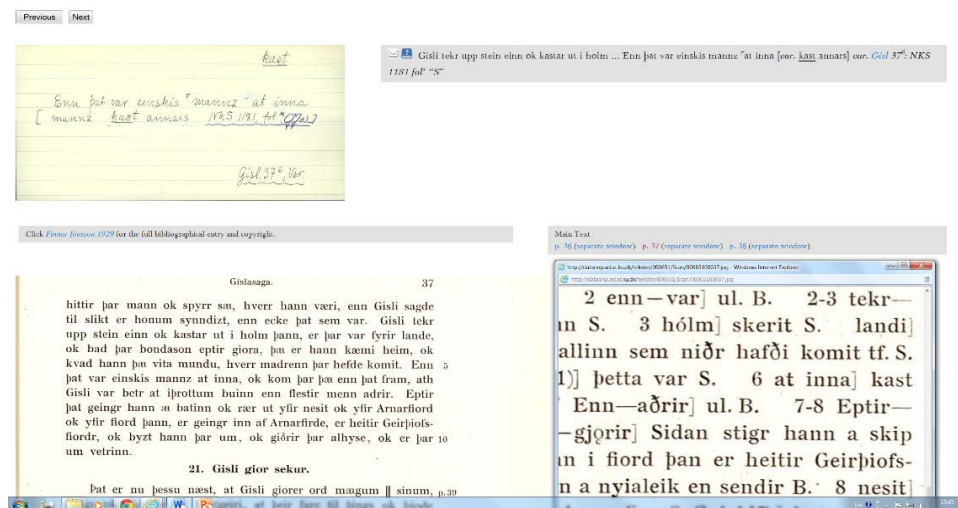 Previous Next
kast
Enn þat var einskis "mannz" at inna
[ mannz kast annars NKS 1181, fol
Gísl. 37⁶, Var.
Gisli tekr upp stein einn ok kastar ut i holm ... Enn þat var einskis mannz "at inna [var. kast annars] var. Gísl 37⁶: NKS
1181 folˣ “S”
Click Finnur Jónsson 1929 for the full bibliographical entry and copyright.
Main Text
p. 36 (separate window) p. 37 (separate window) p. 38 (separate window)
Gíslasaga. 37
hittir þar mann ok spyrr sæ, hverr hann væri, enn Gisli sagde
til slikt er honum synndizt, enn ecke þat sem var. Gisli tekr
upp stein einn ok kastar ut i holm þann, er þar var fyrir lande,
ok bad þar bondason eptir giora, þæ er hann kæmi heim, ok
kvad hann þæ vita mundu, hverr madrenn þar hefde komit. Enn 5
þat var einskis mannz at inna, ok kom þar þæ enn þat fram, ath
Gisli var betr at iþrottum buinn enn flestir menn adrir. Eptir
þat geingr hann æ batinn ok rær ut yfir nesit ok yfir Arnarfiord
ok yfir fiord þann, er geingr inn af Arnarfirde, er heitir Geirþiofs-
fiordr, ok byzt hann þar um, ok giörir þar alhyse, ok er þar 10
um vetrinn.
21. Gisli gior sekur.
Þat er nu þessu næst, at Gisli giorer ord mægum || sinum, p.39
Windows Internet Explorer
2 enn—var] ul. B. 2-3 tekr—
n S. 3 hólm] skerit S. landi]
allinn sem niðr hafði komit tf. S.
1)] þetta var S. 6 at inna] kast
Enn—aðrir] ul. B. 7-8 Eptir—
—gjǫrir] Sidan stigr hann a skip
n i fiord þan er heitir Geirþiofs-
n a nyialeik en sendir B. 8 nesit]